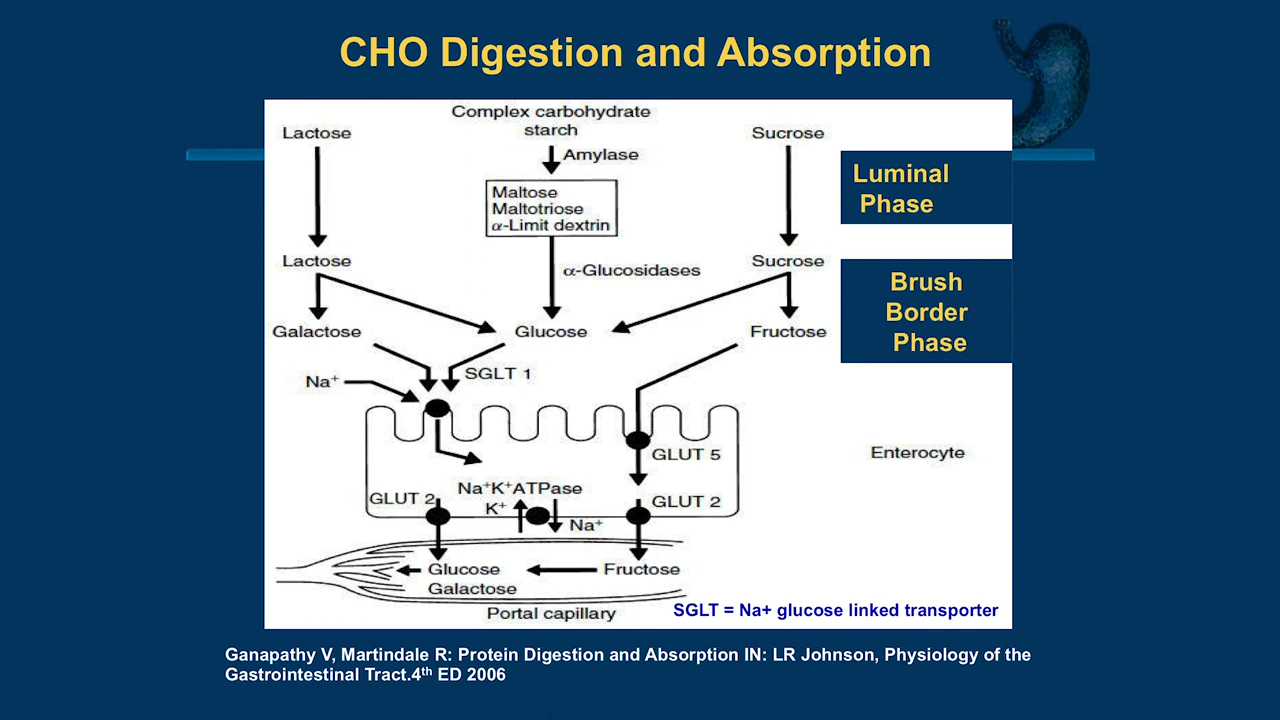 CHO Digestion and Absorption
Complex carbohydrate
starch
Lactose
Sucrose
Amylase
Luminal
Phase
Maltose
Maltotriose
α-Limit dextrin
Lactose
α-Glucosidases
Sucrose
Brush
Border
Phase
Galactose
Glucose
Fructose
SGLT 1
Na⁺
GLUT 5
Enterocyte
Na⁺K⁺ATPase
GLUT 2
K⁺
GLUT 2
Na⁺
Glucose
Fructose
Galactose
Portal capillary
SGLT = Na+ glucose linked transporter
Ganapathy V, Martindale R: Protein Digestion and Absorption IN: LR Johnson, Physiology of the
Gastrointestinal Tract.4th ED 2006